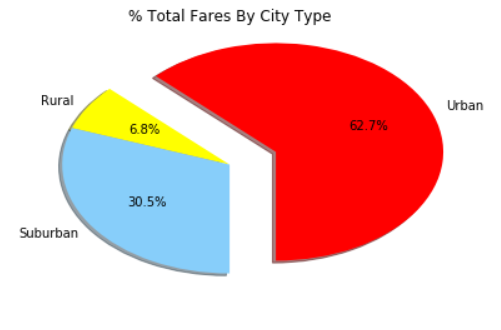 % Total Fares By City Type
Rural
Urban
6.8%
62.7%
30.5%
Suburban